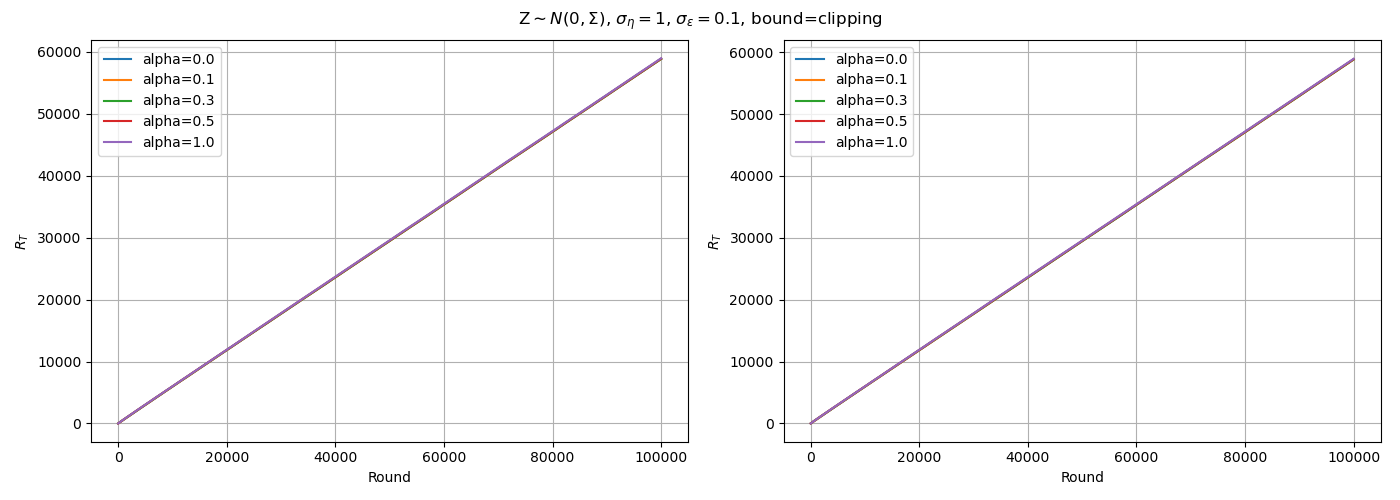 Z ∼ N(0, Σ), σ_η = 1, σ_ε = 0.1, bound=clipping
60000
50000
40000
30000
20000
10000
0
R_T
alpha=0.0
alpha=0.1
alpha=0.3
alpha=0.5
alpha=1.0
0 20000 40000 60000 80000 100000
Round
60000
50000
40000
30000
20000
10000
0
R_T
alpha=0.0
alpha=0.1
alpha=0.3
alpha=0.5
alpha=1.0
0 20000 40000 60000 80000 100000
Round